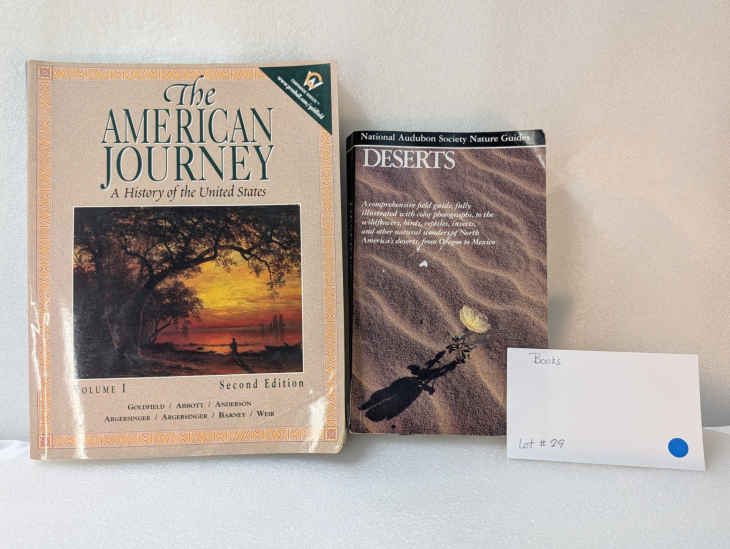 The
AMERICAN
JOURNEY
A History of the United States
VOLUME I
Second Edition
GOLDFIELD / ABBOTT / ANDERSON
ARGERSINGER / ARGERSINGER / BARNEY / WEIR
National Audubon Society Nature Guides
DESERTS
A comprehensive field guide, fully
illustrated with color photographs, to the
wildflowers, birds, reptiles, insects,
and other natural wonders of North
America's deserts, from Oregon to Mexico
Books
Lot # 29